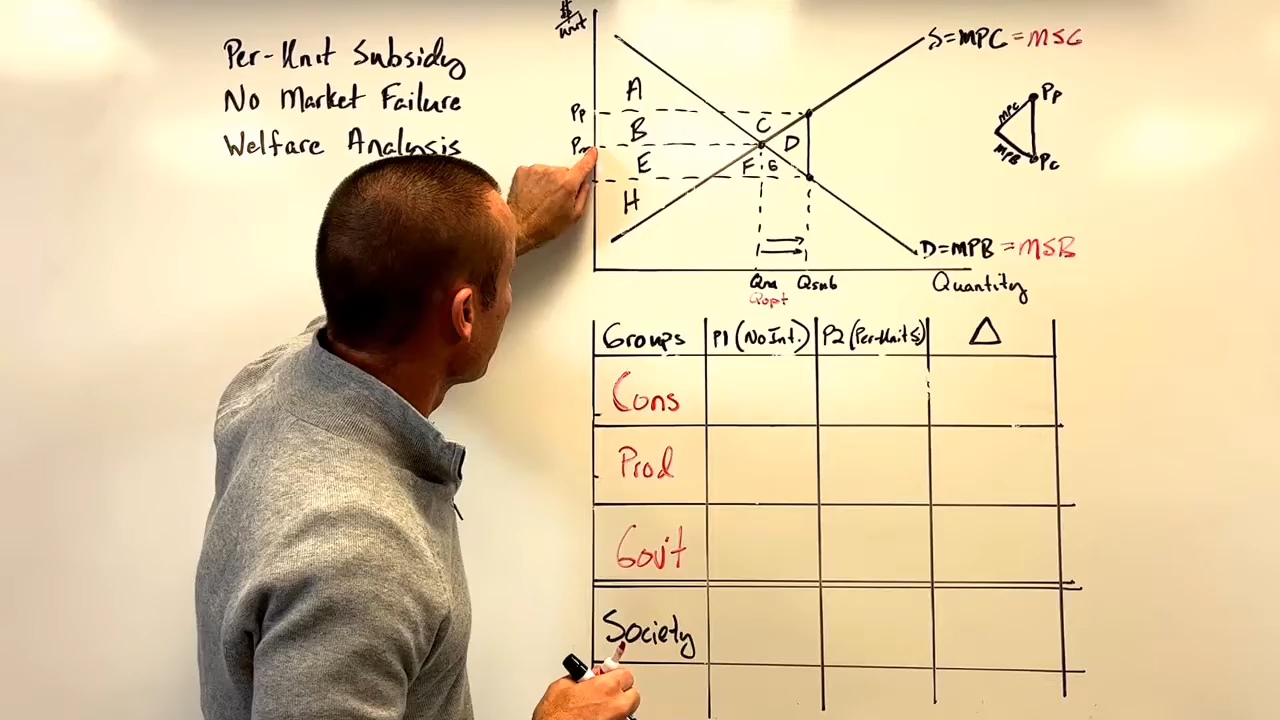 Per-Unit Subsidy
No Market Failure
Welfare Analysis
$
unit
S=MPC=MSC
A
Pp
B
C
D
E
F
G
H
MPC
Pp
MPB
Pc
D=MPB=MSB
Qm
Qsub
Qopt
Quantity
Groups
P1 (No Int.)
P2 (Per-Unit S)
Δ
Cons
Prod
Gov't
Society